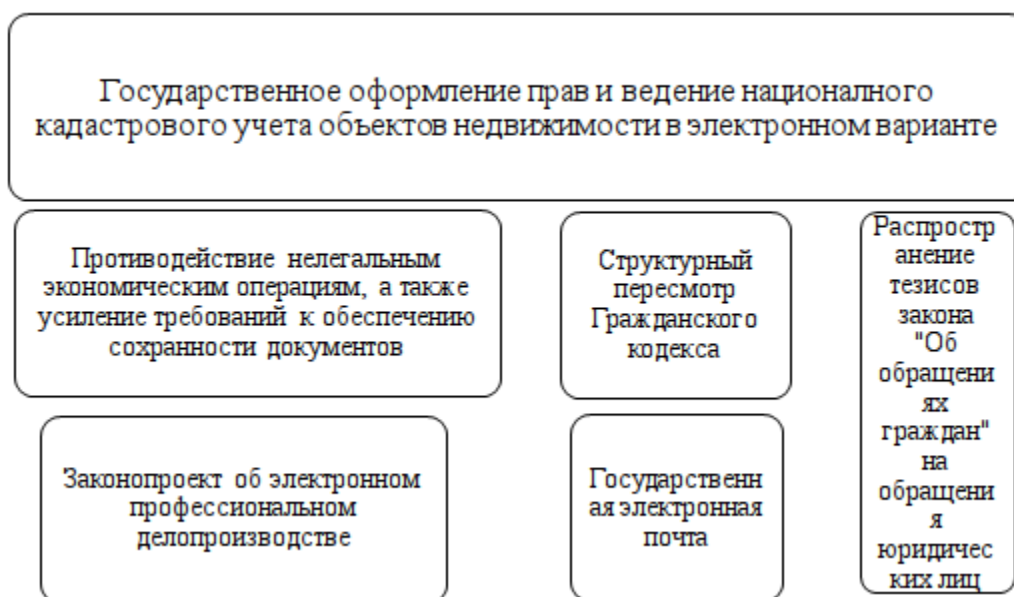 Государственное оформление прав и ведение националного
кадастрового учета объектов недвижимости в электронном варианте
Противодействие нелегальным
экономическим операциям, а также
усиление требований к обеспечению
сохранности документов
Структурный
пересмотр
Гражданского
кодекса
Распростр
анение
тезисов
закона
"Об
обращени
ях
граждан"
на
обращени
я
юридичес
ких лиц
Законопроект об электронном
профессиональном
делопроизводстве
Государственн
ая электронная
почта